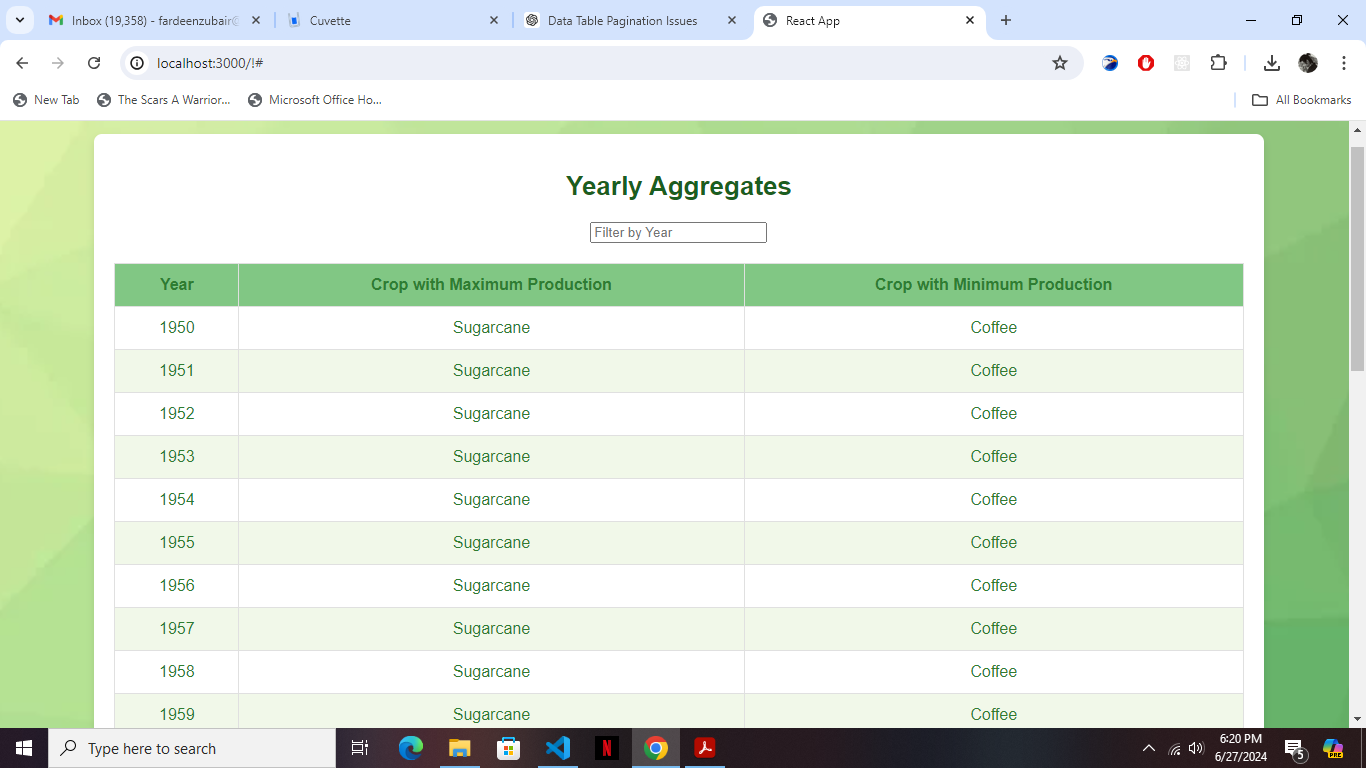 Inbox (19,358) - fardeenzubair@
Cuvette
Data Table Pagination Issues
React App
localhost:3000/!#
New Tab
The Scars A Warrior...
Microsoft Office Ho...
All Bookmarks
Yearly Aggregates
Filter by Year
Year Crop with Maximum Production Crop with Minimum Production
1950 Sugarcane Coffee
1951 Sugarcane Coffee
1952 Sugarcane Coffee
1953 Sugarcane Coffee
1954 Sugarcane Coffee
1955 Sugarcane Coffee
1956 Sugarcane Coffee
1957 Sugarcane Coffee
1958 Sugarcane Coffee
1959 Sugarcane Coffee
Type here to search
N
6:20 PM
6/27/2024
5
PRE